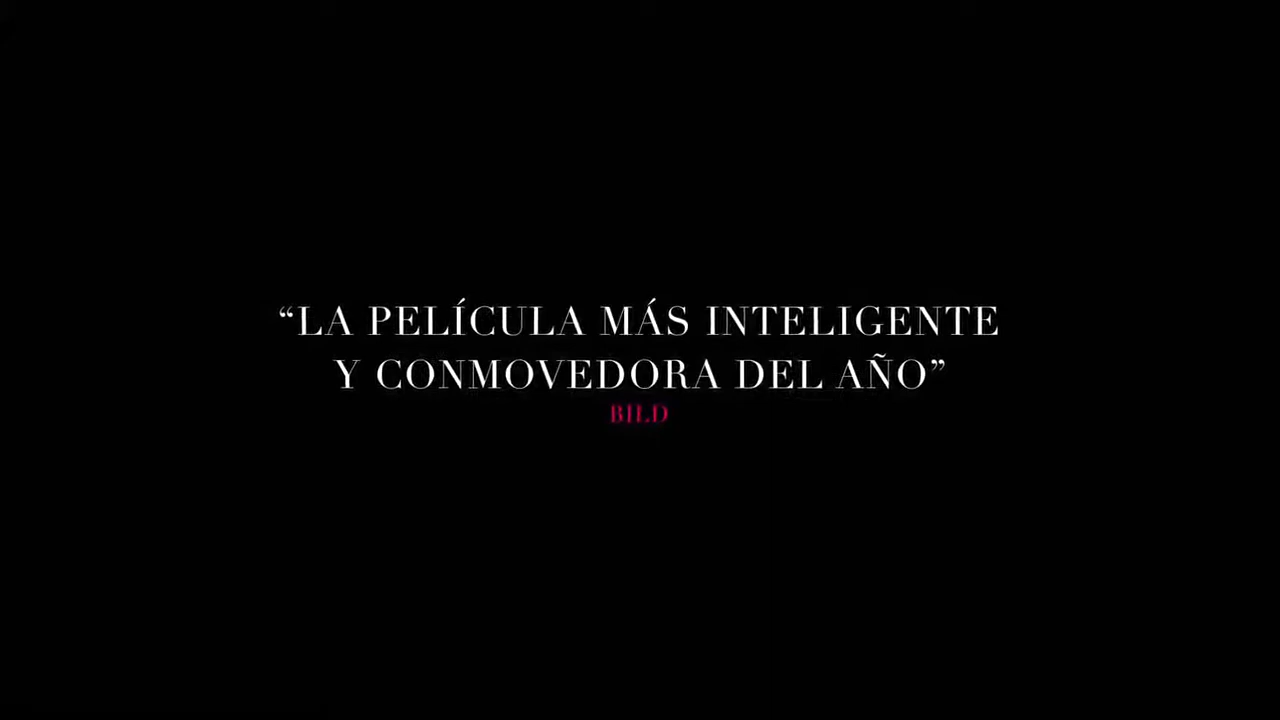 “LA PELÍCULA MÁS INTELIGENTE
Y CONMOVEDORA DEL AÑO”
BILD